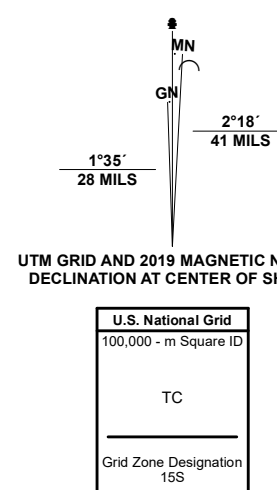 MN
GN
2°18´
41 MILS
1°35´
28 MILS
UTM GRID AND 2019 MAGNETIC
DECLINATION AT CENTER OF
U.S. National Grid
100,000 - m Square ID
TC
Grid Zone Designation
15S